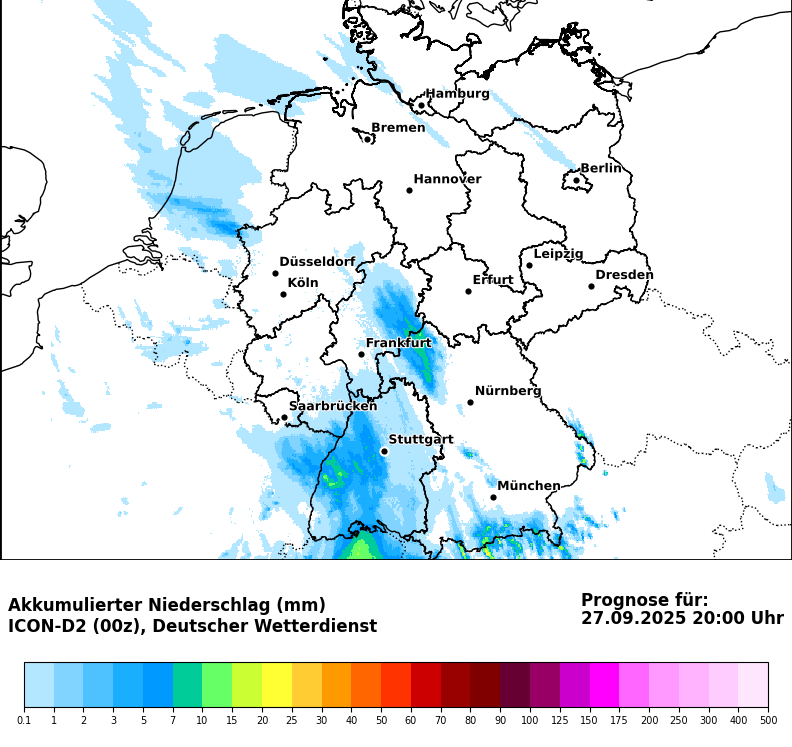 Hamburg
Bremen
Berlin
Hannover
Leipzig
Düsseldorf
Dresden
Köln
Erfurt
Frankfurt
Nürnberg
Saarbrücken
Stuttgart
München
Akkumulierter Niederschlag (mm)
ICON-D2 (00z), Deutscher Wetterdienst
Prognose für:
27.09.2025 20:00 Uhr
0.1 1 2 3 5 7 10 15 20 25 30 40 50 60 70 80 90 100 125 150 175 200 250 300 400 500